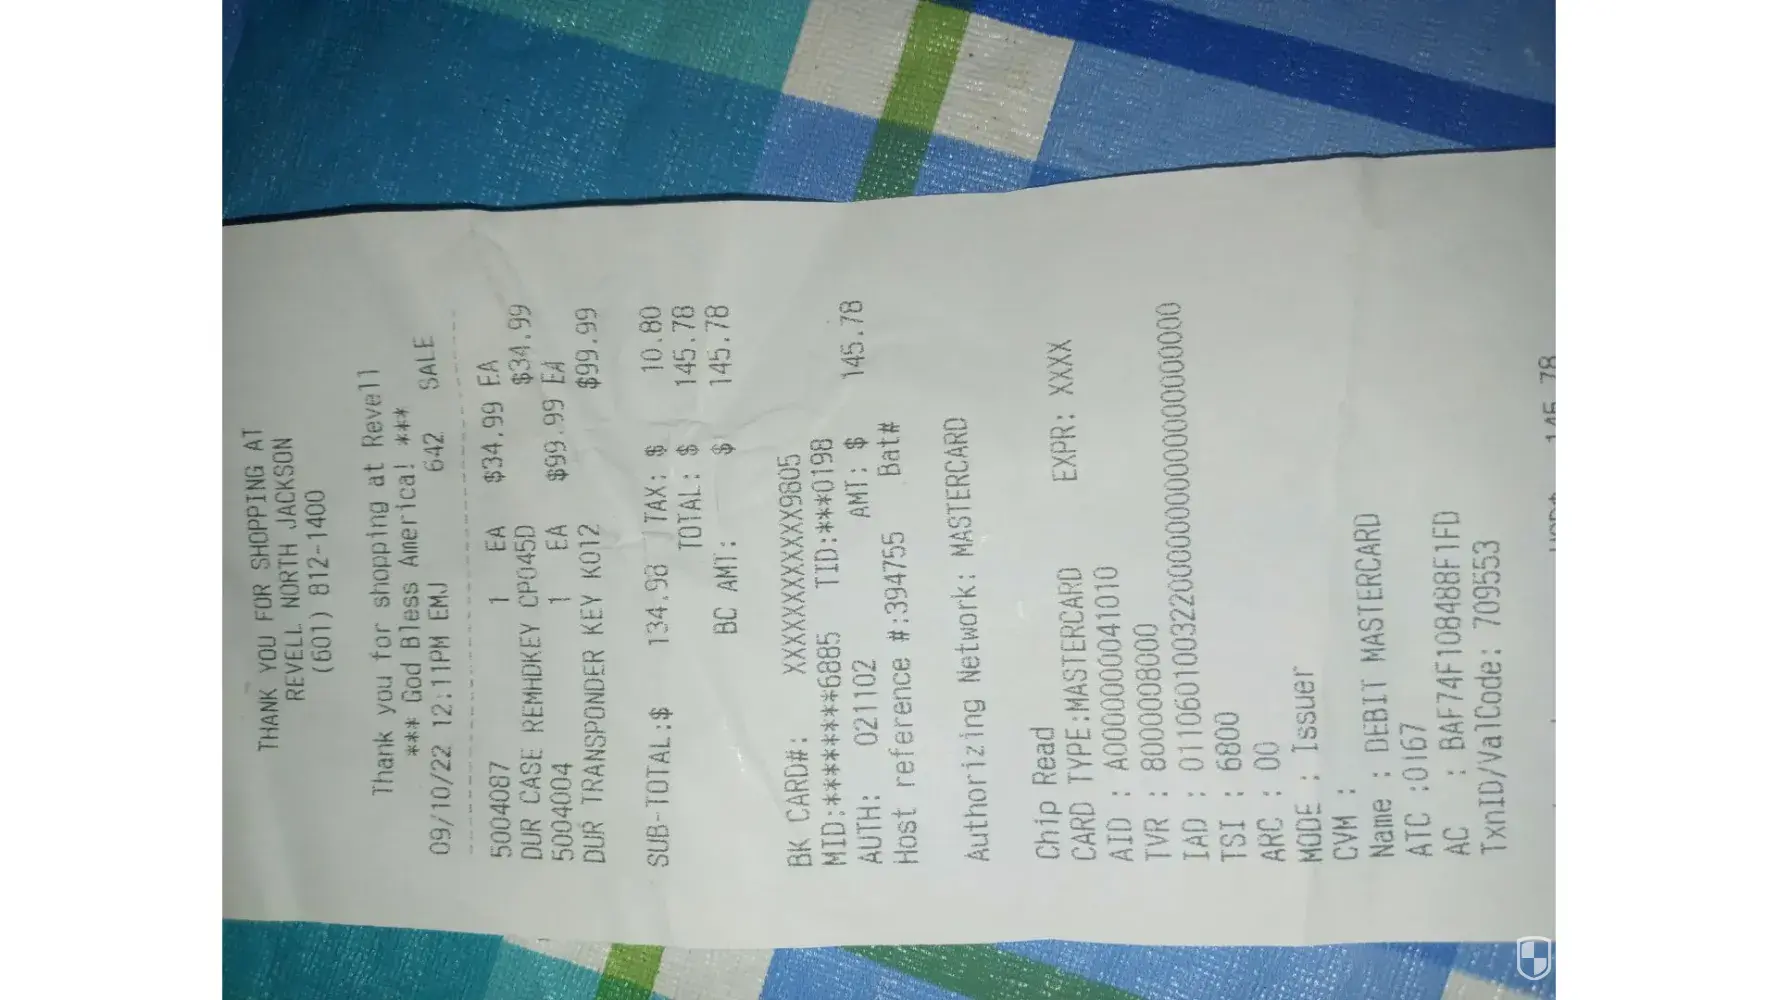 THANK YOU FOR SHOPPING AT
REVELL NORTH JACKSON
(601) 812-1400
Thank you for shopping at Revell
*** God Bless America! ***
09/10/22 12:11PM EMJ 642 SALE
5004087 1 EA $34.99 EA
DUR CASE REMHDKEY CP045D $34.99
5004004 1 EA $99.99 EA
DUR TRANSPONDER KEY KO12 $99.99
SUB-TOTAL:$ 134.98 TAX: $ 10.80
TOTAL: $ 145.78
BC AMT: $ 145.78
BK CARD#: XXXXXXXXXXXX9805
MID:********6885 TID:***0198
AUTH: 021102 AMT: $ 145.78
Host reference #:394755 Bat#
Authorizing Network: MASTERCARD
Chip Read
CARD TYPE:MASTERCARD EXPR: XXXX
AID : A0000000041010
TVR : 8000008000
TSI : 6800
ARC : 00
MODE : Issuer
CVM :
Name : DEBIT MASTERCARD
ATC :0167
AC : BAF74F108488F1FD
TxnID/ValCode: 709553